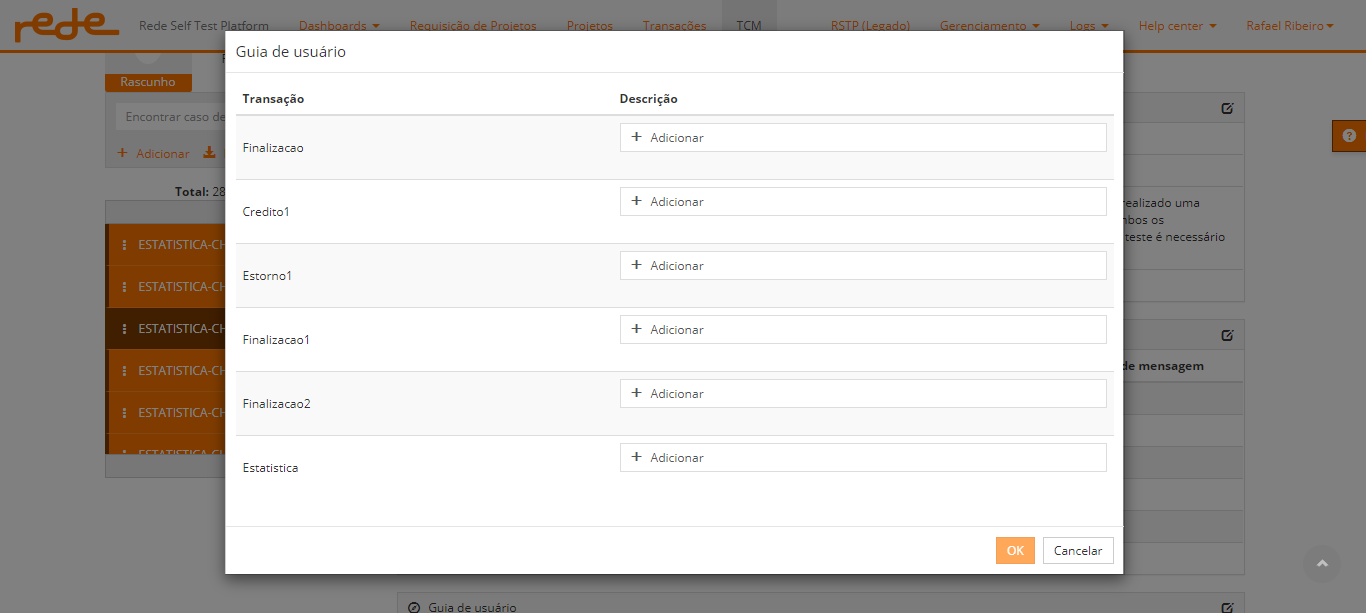 rede
Rede Self Test Platform
Dashboards
Requisição de Projetos
Projetos
Transações
TCM
RSTP (Legado)
Gerenciamento
Logs
Help center
Rafael Ribeiro
Rascunho
Encontrar caso de
+ Adicionar
Total: 28
ESTATISTICA-CH
ESTATISTICA-CH
ESTATISTICA-CH
ESTATISTICA-CH
ESTATISTICA-CH
ESTATISTICA-CH
Guia de usuário
Transação Descrição
Finalizacao + Adicionar
Credito1 + Adicionar
Estorno1 + Adicionar
Finalizacao1 + Adicionar
Finalizacao2 + Adicionar
Estatistica + Adicionar
OK Cancelar
realizado uma
os
teste é necessário
de mensagem
Guia de usuário